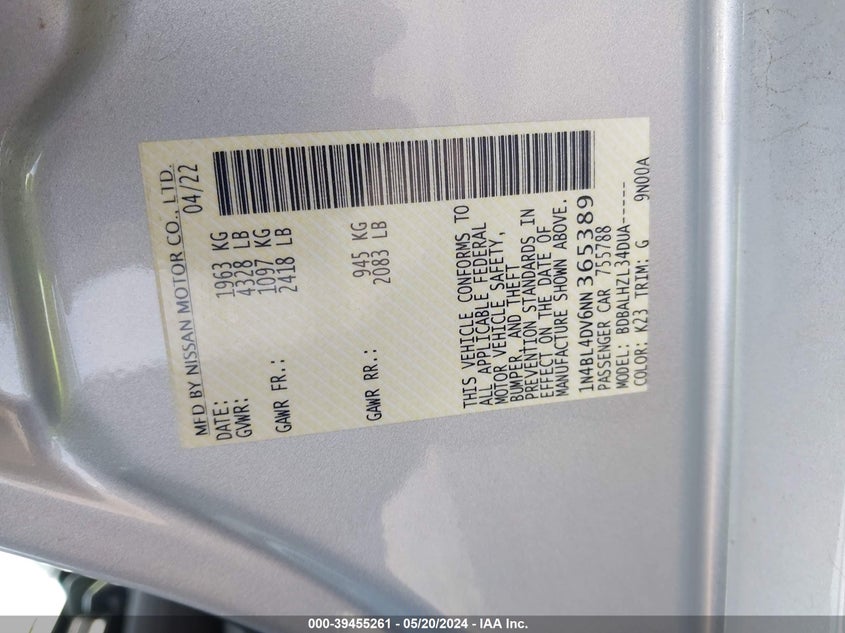 MFD BY NISSAN MOTOR CO., LTD.
DATE: 04/22
GVWR: 1963 KG
4328 LB
GAWR FR.: 1097 KG
2418 LB
GAWR RR.: 945 KG
2083 LB
THIS VEHICLE CONFORMS TO
ALL APPLICABLE FEDERAL
MOTOR VEHICLE SAFETY,
BUMPER, AND THEFT
PREVENTION STANDARDS IN
EFFECT ON THE DATE OF
MANUFACTURE SHOWN ABOVE.
1N4BL4DV6NN365389
PASSENGER CAR 755788
MODEL: BDBALHZL34DUA-----
COLOR: K23 TRIM: G 9N00A
000-39455261 - 05/20/2024 - IAA Inc.